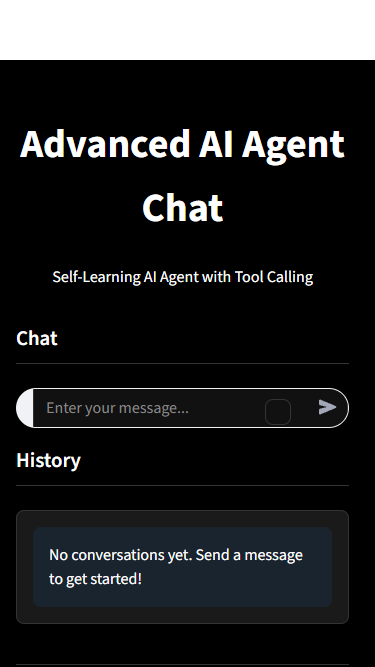 Advanced AI Agent
Chat
Self-Learning AI Agent with Tool Calling
Chat
Enter your message...
History
No conversations yet. Send a message
to get started!